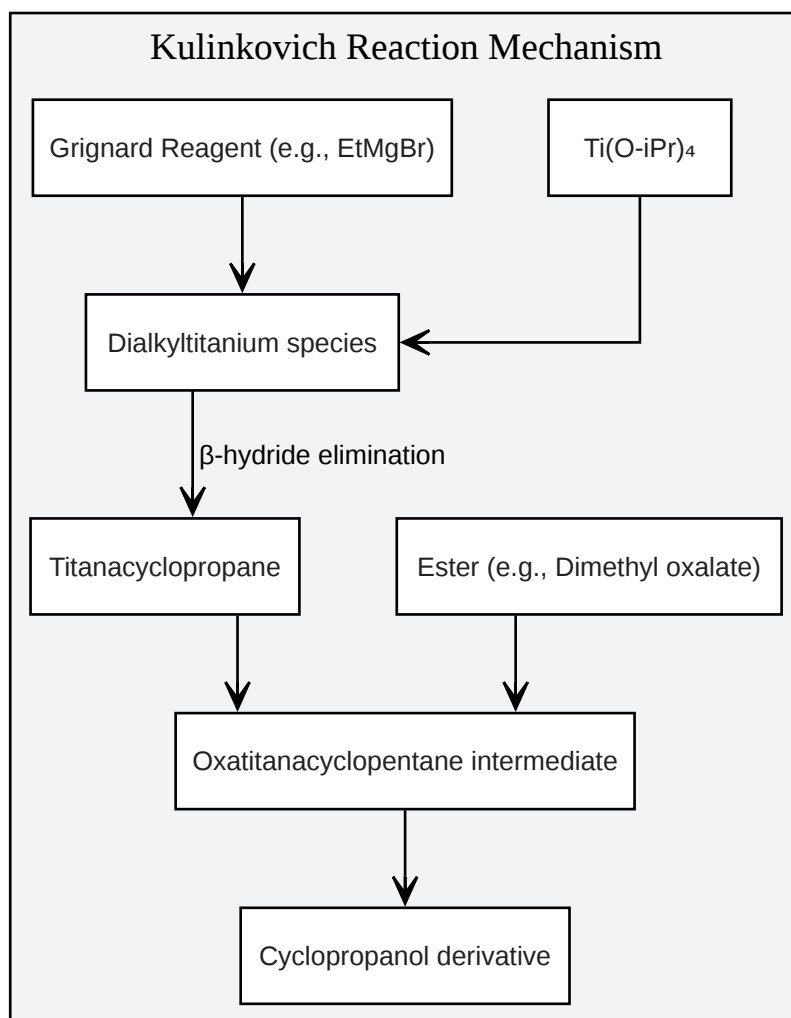 Kulinkovich Reaction Mechanism
Grignard Reagent (e.g., EtMgBr)
Ti(O-iPr)₄
Dialkyltitanium species
β-hydride elimination
Titanacyclopropane
Ester (e.g., Dimethyl oxalate)
Oxatitanacyclopentane intermediate
Cyclopropanol derivative